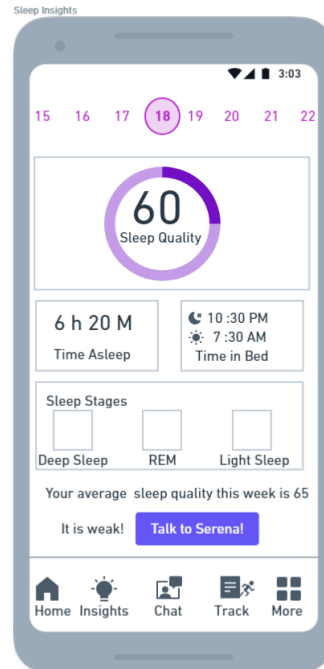 Sleep Insights
3:03
15 16 17 18 19 20 21 22
60
Sleep Quality
6 h 20 M
Time Asleep
10 :30 PM
7 :30 AM
Time in Bed
Sleep Stages
Deep Sleep REM Light Sleep
Your average sleep quality this week is 65
It is weak! Talk to Serena!
Home Insights Chat Track More